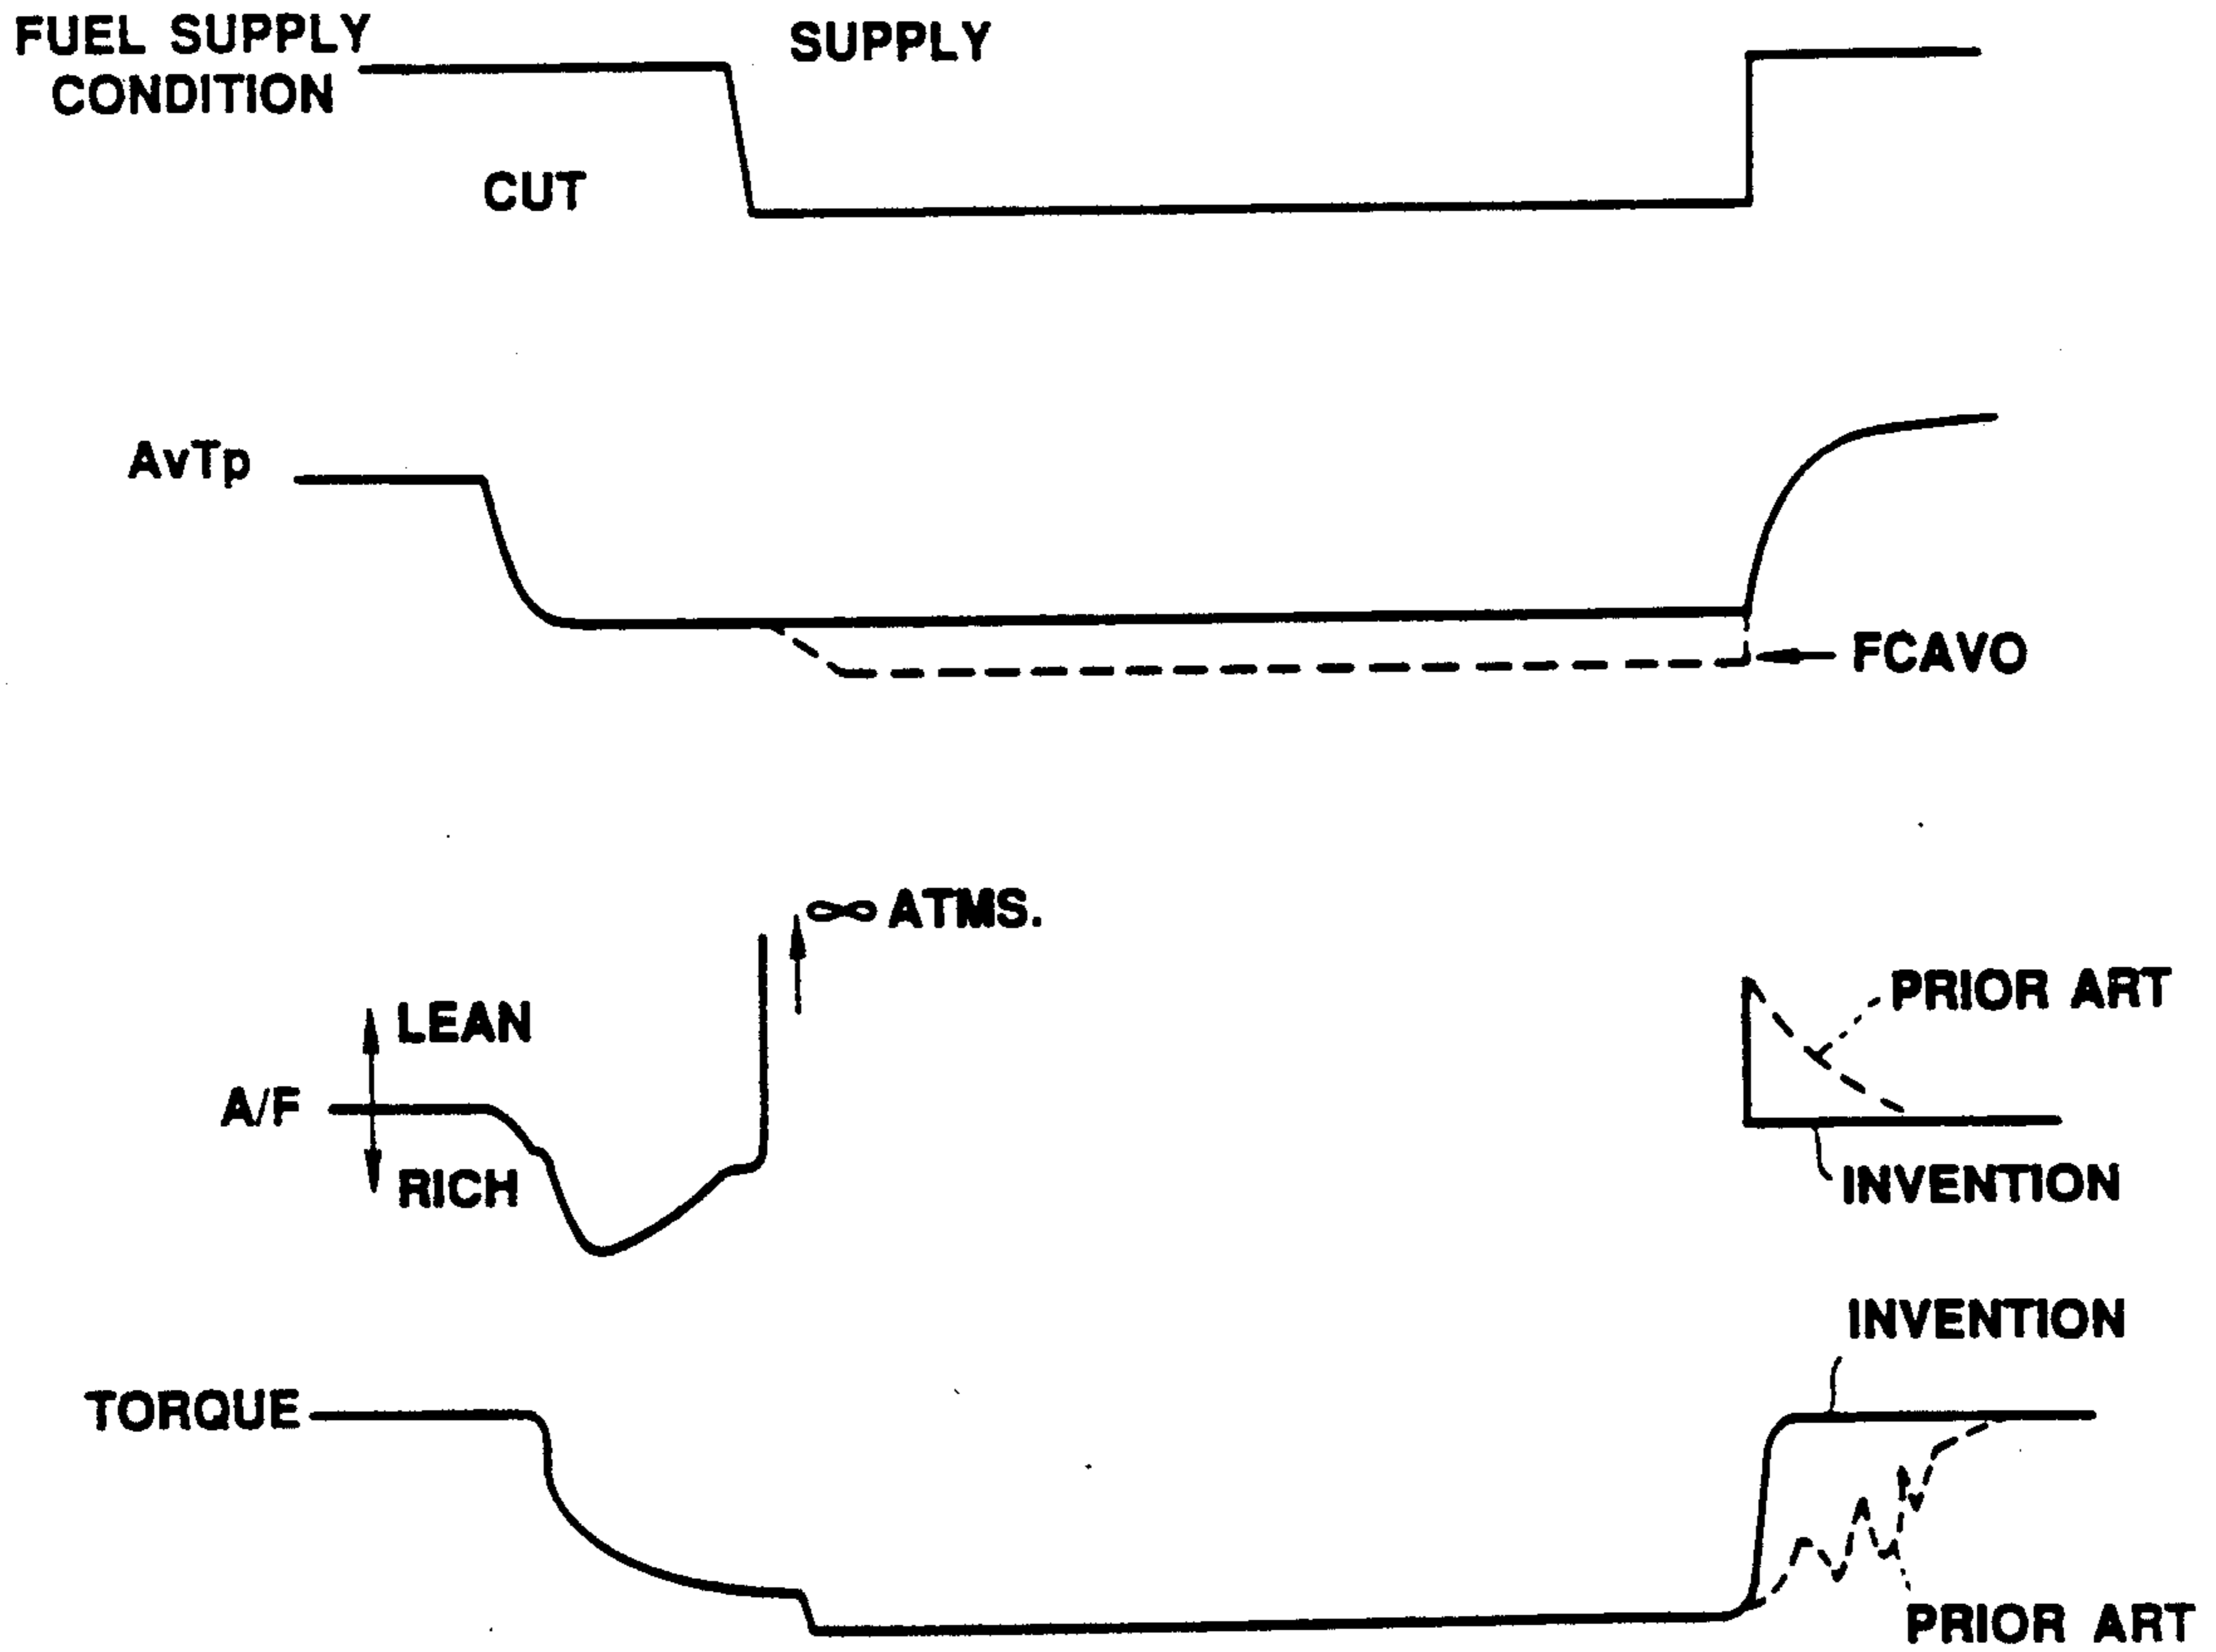 FUEL SUPPLY
CONDITION
SUPPLY
CUT
AvTp
FCAVO
∞ ATMS.
LEAN
A/F
RICH
PRIOR ART
INVENTION
INVENTION
TORQUE
PRIOR ART